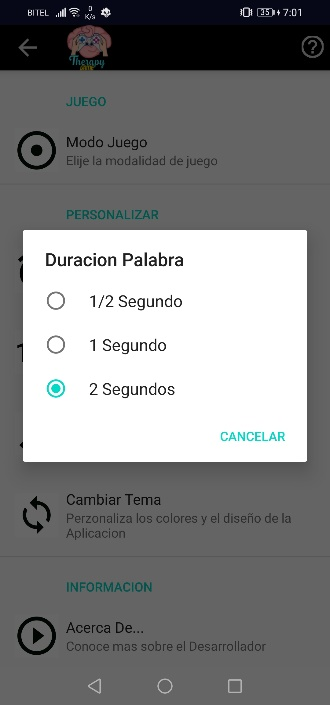 BITEL 0 K/s 35 7:01
Therapy
JUEGO
Modo Juego
Elije la modalidad de juego
PERSONALIZAR
Duracion Palabra
1/2 Segundo
1 Segundo
2 Segundos
CANCELAR
Cambiar Tema
Perzonaliza los colores y el diseño de la
Aplicacion
INFORMACION
Acerca De...
Conoce mas sobre el Desarrollador